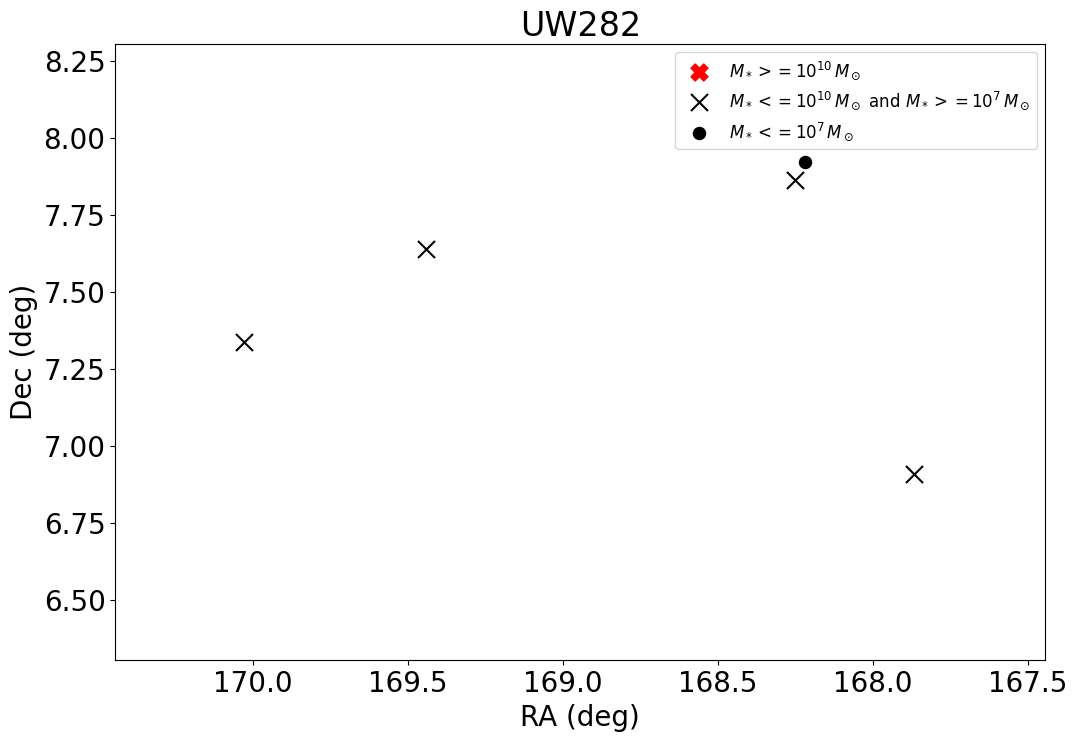 UW282
8.25
8.00
7.75
7.50
7.25
7.00
6.75
6.50
Dec (deg)
M* >= 10^10 M⊙
M* <= 10^10 M⊙ and M* >= 10^7 M⊙
M* <= 10^7 M⊙
170.0 169.5 169.0 168.5 168.0 167.5
RA (deg)